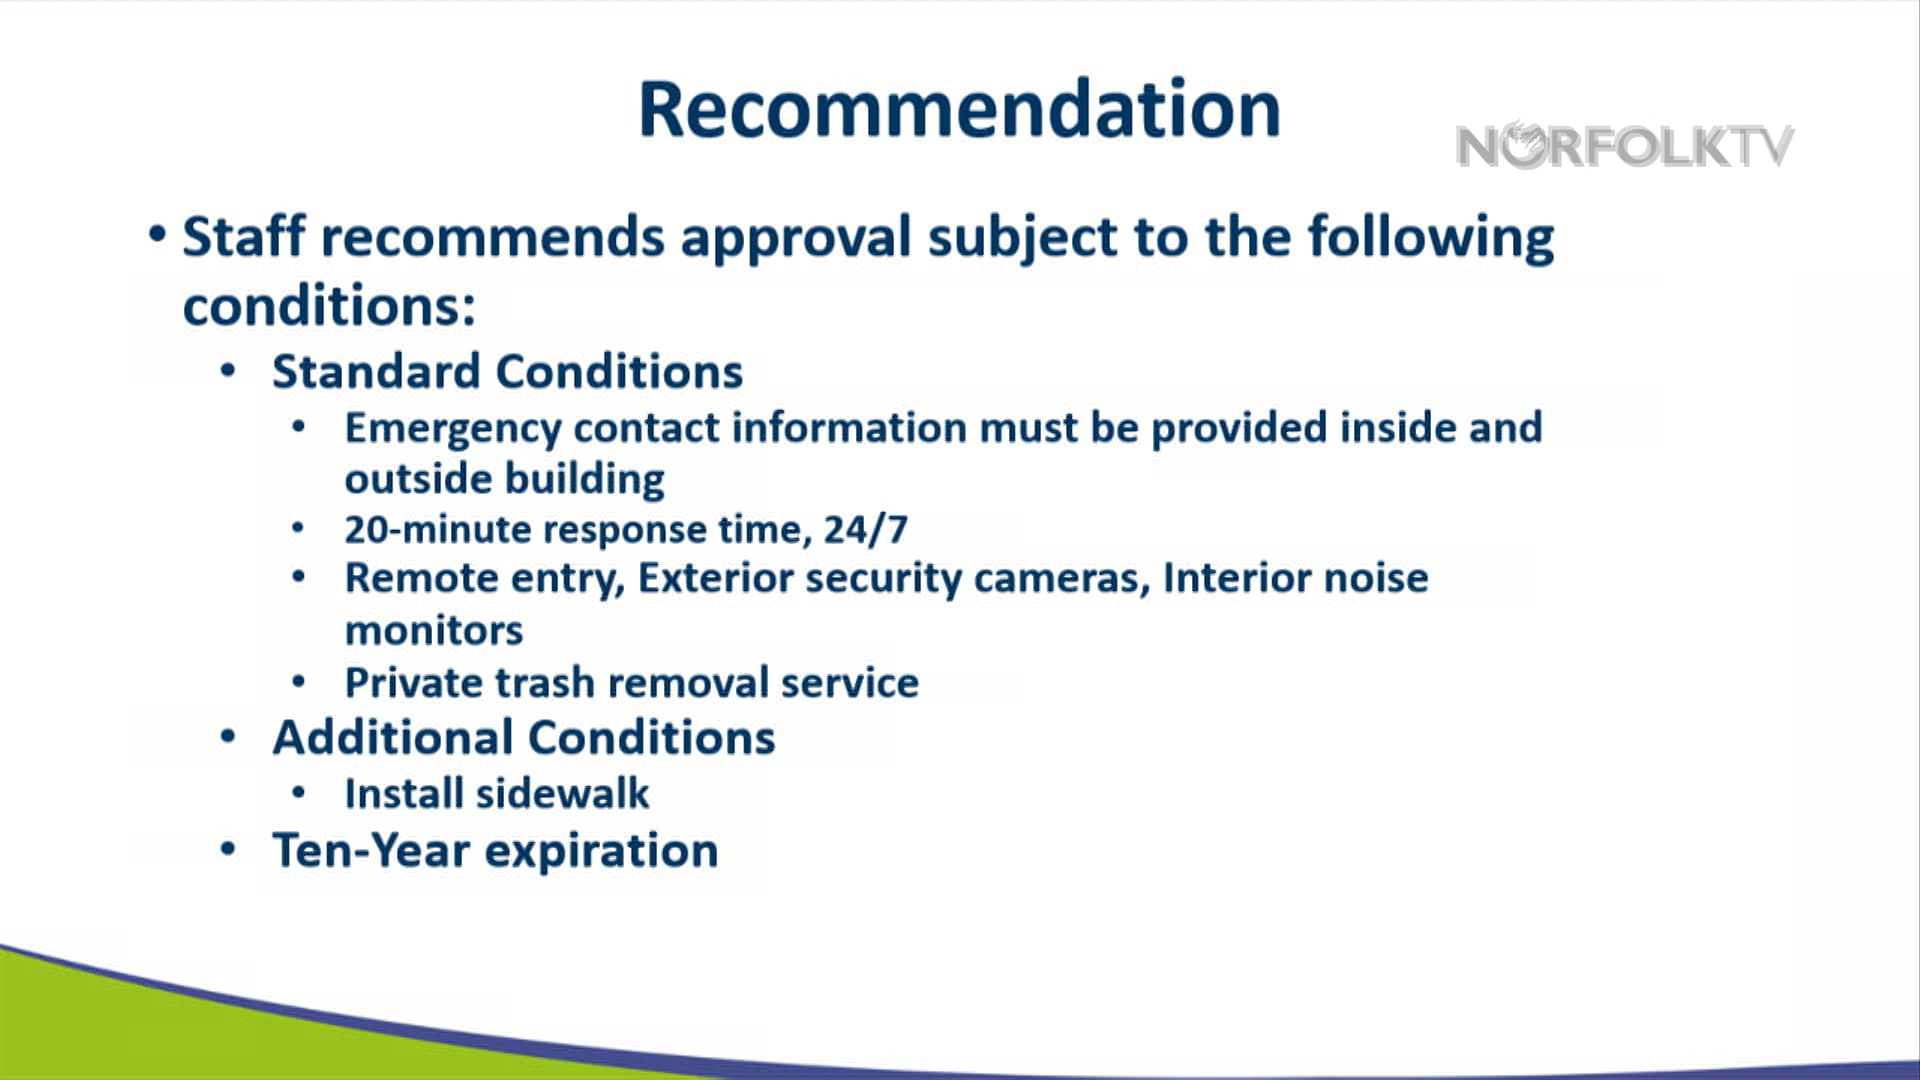 Recommendation
NORFOLKTV
• Staff recommends approval subject to the following
conditions:
• Standard Conditions
• Emergency contact information must be provided inside and
outside building
• 20-minute response time, 24/7
• Remote entry, Exterior security cameras, Interior noise
monitors
• Private trash removal service
• Additional Conditions
• Install sidewalk
• Ten-Year expiration